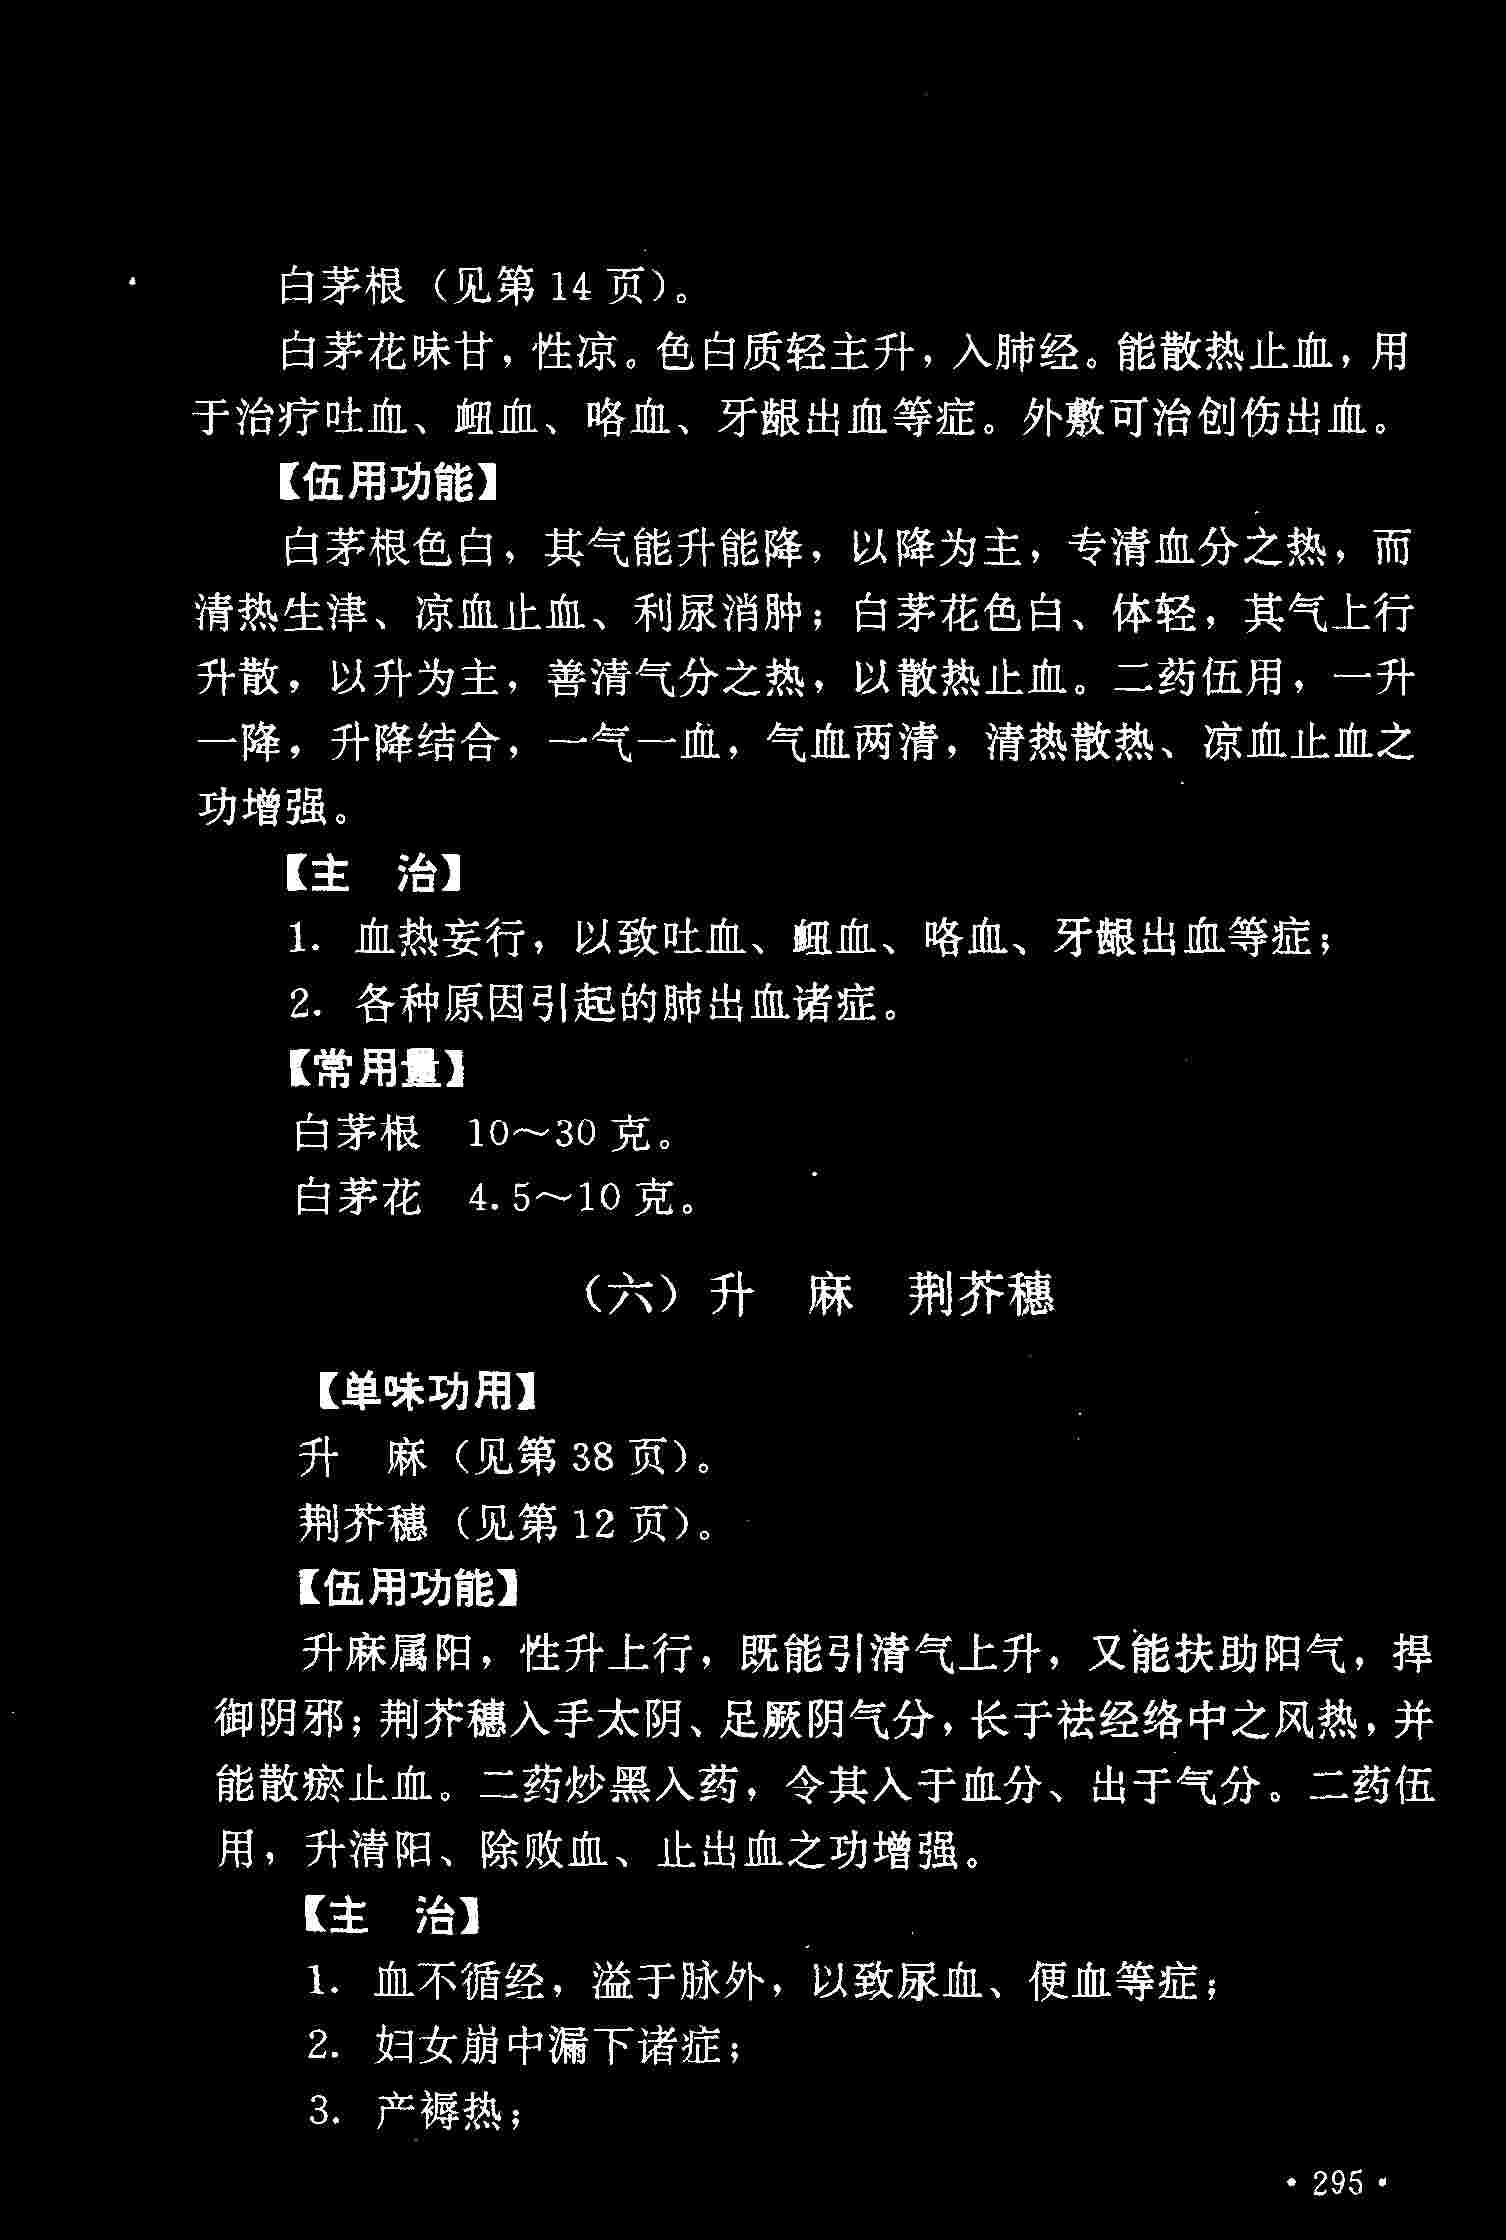 白茅根（见第 14 页）。
白茅花味甘，性凉。色白质轻主升，入肺经。能散热止血，用
于治疗吐血、衄血、咯血、牙龈出血等症。外敷可治创伤出血。
【伍用功能】
白茅根色白，其气能升能降，以降为主，专清血分之热，而
清热生津、凉血止血、利尿消肿；白茅花色白、体轻，其气上行
升散，以升为主，善清气分之热，以散热止血。二药伍用，一升
一降，升降结合，一气一血，气血两清，清热散热、凉血止血之
功增强。
【主　治】
1. 血热妄行，以致吐血、衄血、咯血、牙龈出血等症；
2. 各种原因引起的肺出血诸症。
【常用量】
白茅根　10～30 克。
白茅花　4.5～10 克。
（六）升　麻　荆芥穗
【单味功用】
升　麻（见第 38 页）。
荆芥穗（见第 12 页）。
【伍用功能】
升麻属阳，性升上行，既能引清气上升，又能扶助阳气，捍
御阴邪；荆芥穗入手太阴、足厥阴气分，长于祛经络中之风热，并
能散瘀止血。二药炒黑入药，令其入于血分、出于气分。二药伍
用，升清阳、除败血、止出血之功增强。
【主　治】
1. 血不循经，溢于脉外，以致尿血、便血等症；
2. 妇女崩中漏下诸症；
3. 产褥热；
·295·